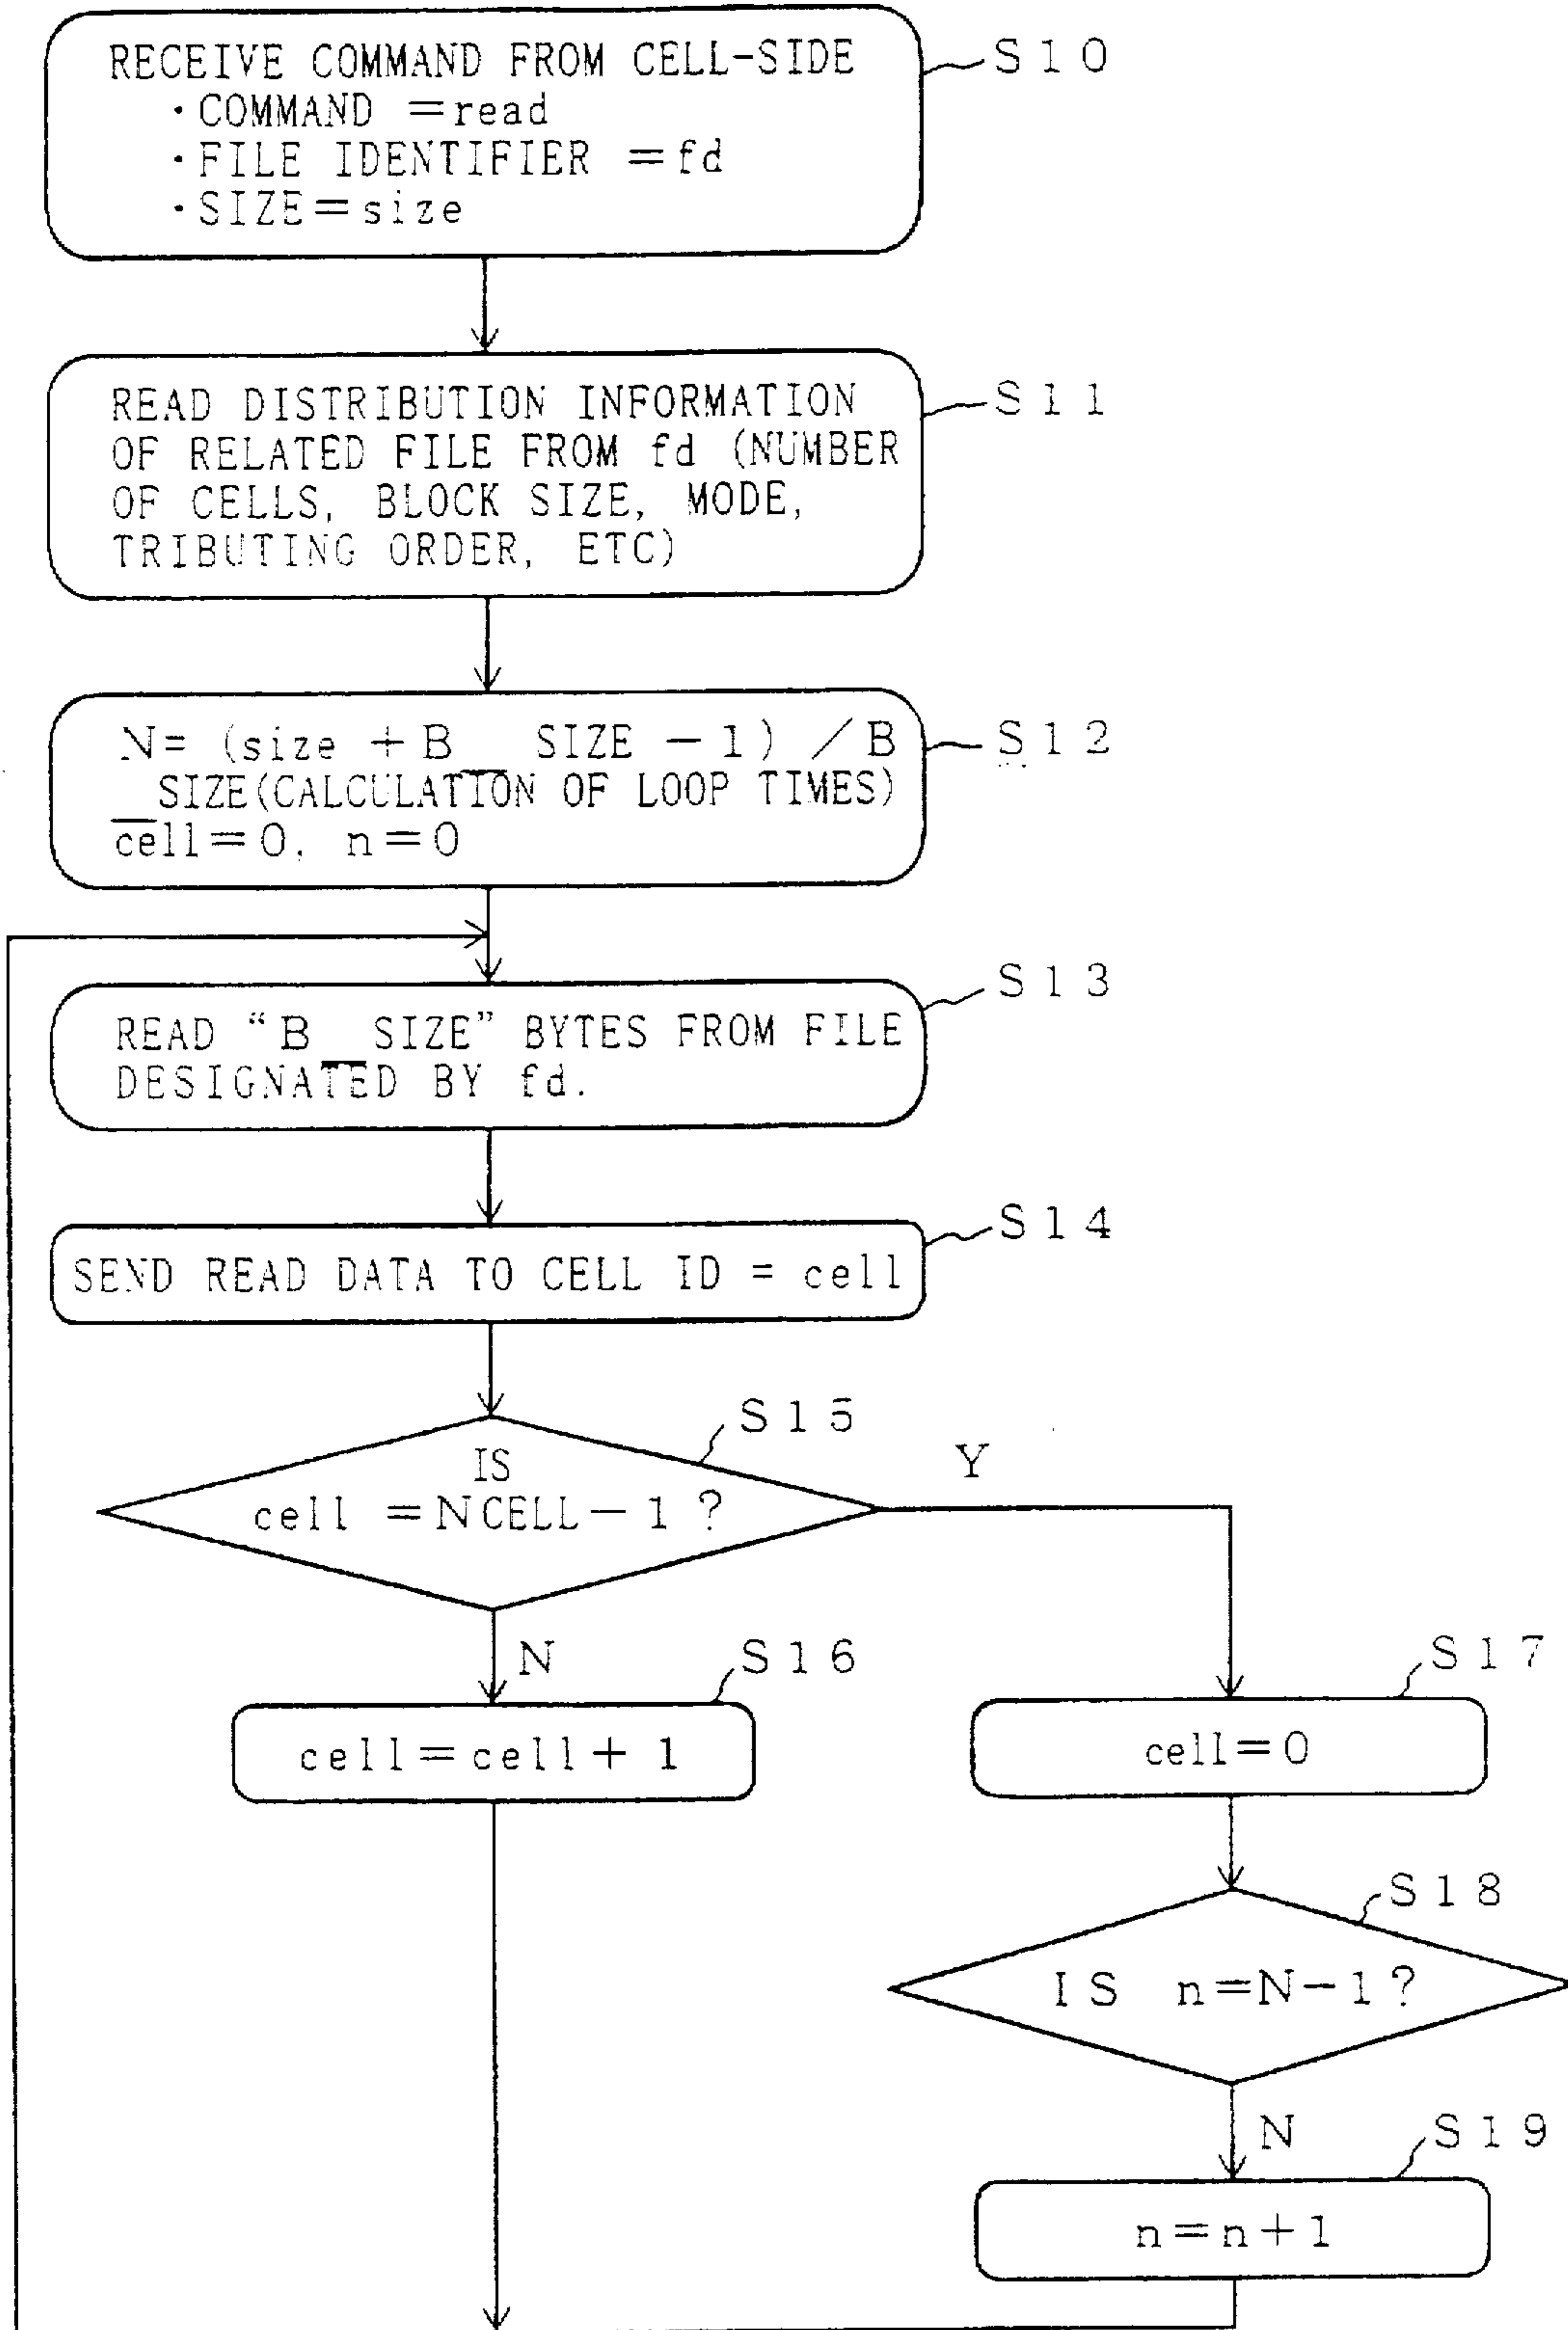 RECEIVE COMMAND FROM CELL-SIDE
S10
・COMMAND =read
・FILE IDENTIFIER =fd
・SIZE=size
READ DISTRIBUTION INFORMATION
S11
OF RELATED FILE FROM fd (NUMBER
OF CELLS, BLOCK SIZE, MODE,
TRIBUTING ORDER, ETC)
N= (size +B_ SIZE -1) /B
S12
_SIZE(CALCULATION OF LOOP TIMES)
cell=0, n=0
S13
READ “B_SIZE” BYTES FROM FILE
DESIGNATED BY fd.
S14
SEND READ DATA TO CELL ID = cell
S15
IS
Y
cell =NCELL-1?
N
S16
S17
cell=cell+1
cell=0
S18
IS n=N-1?
N
S19
n=n+1